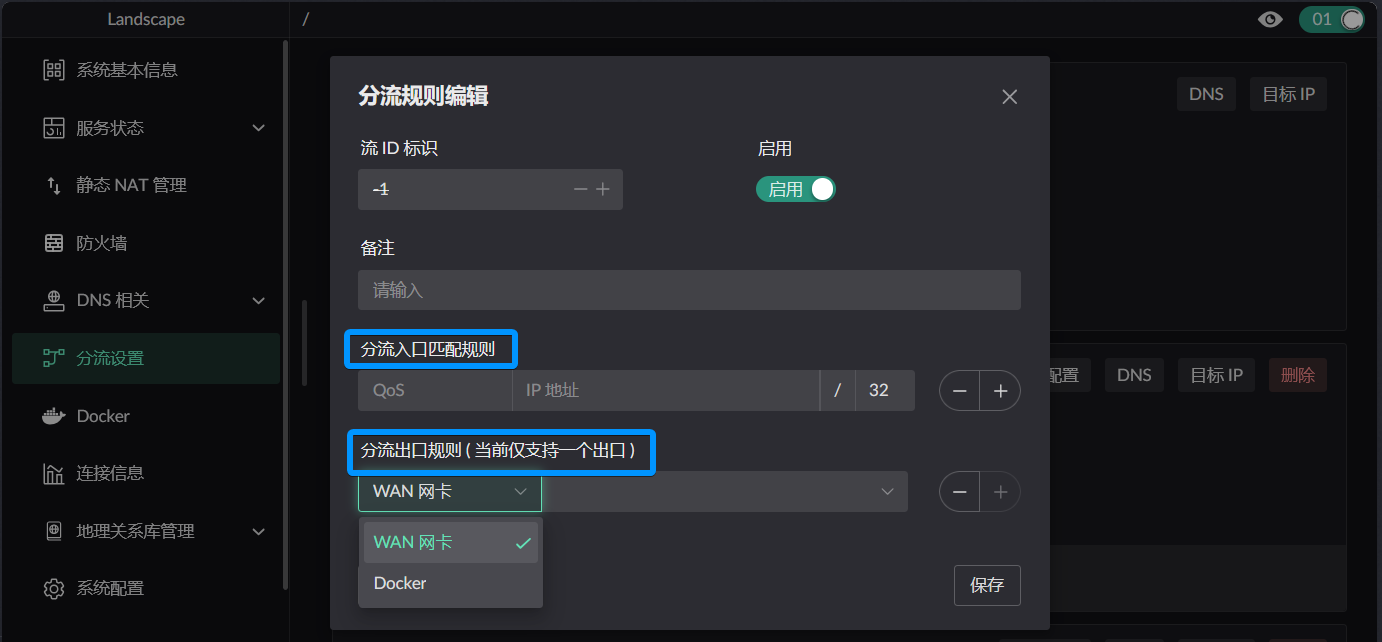 Landscape
/
01
系统基本信息
服务状态
静态 NAT 管理
防火墙
DNS 相关
分流设置
Docker
连接信息
地理关系库管理
系统配置
DNS
目标 IP
配置
DNS
目标 IP
删除
分流规则编辑
流 ID 标识
启用
-1
启用
备注
请输入
分流入口匹配规则
QoS
IP 地址
/
32
分流出口规则 ( 当前仅支持一个出口 )
WAN 网卡
WAN 网卡
Docker
保存